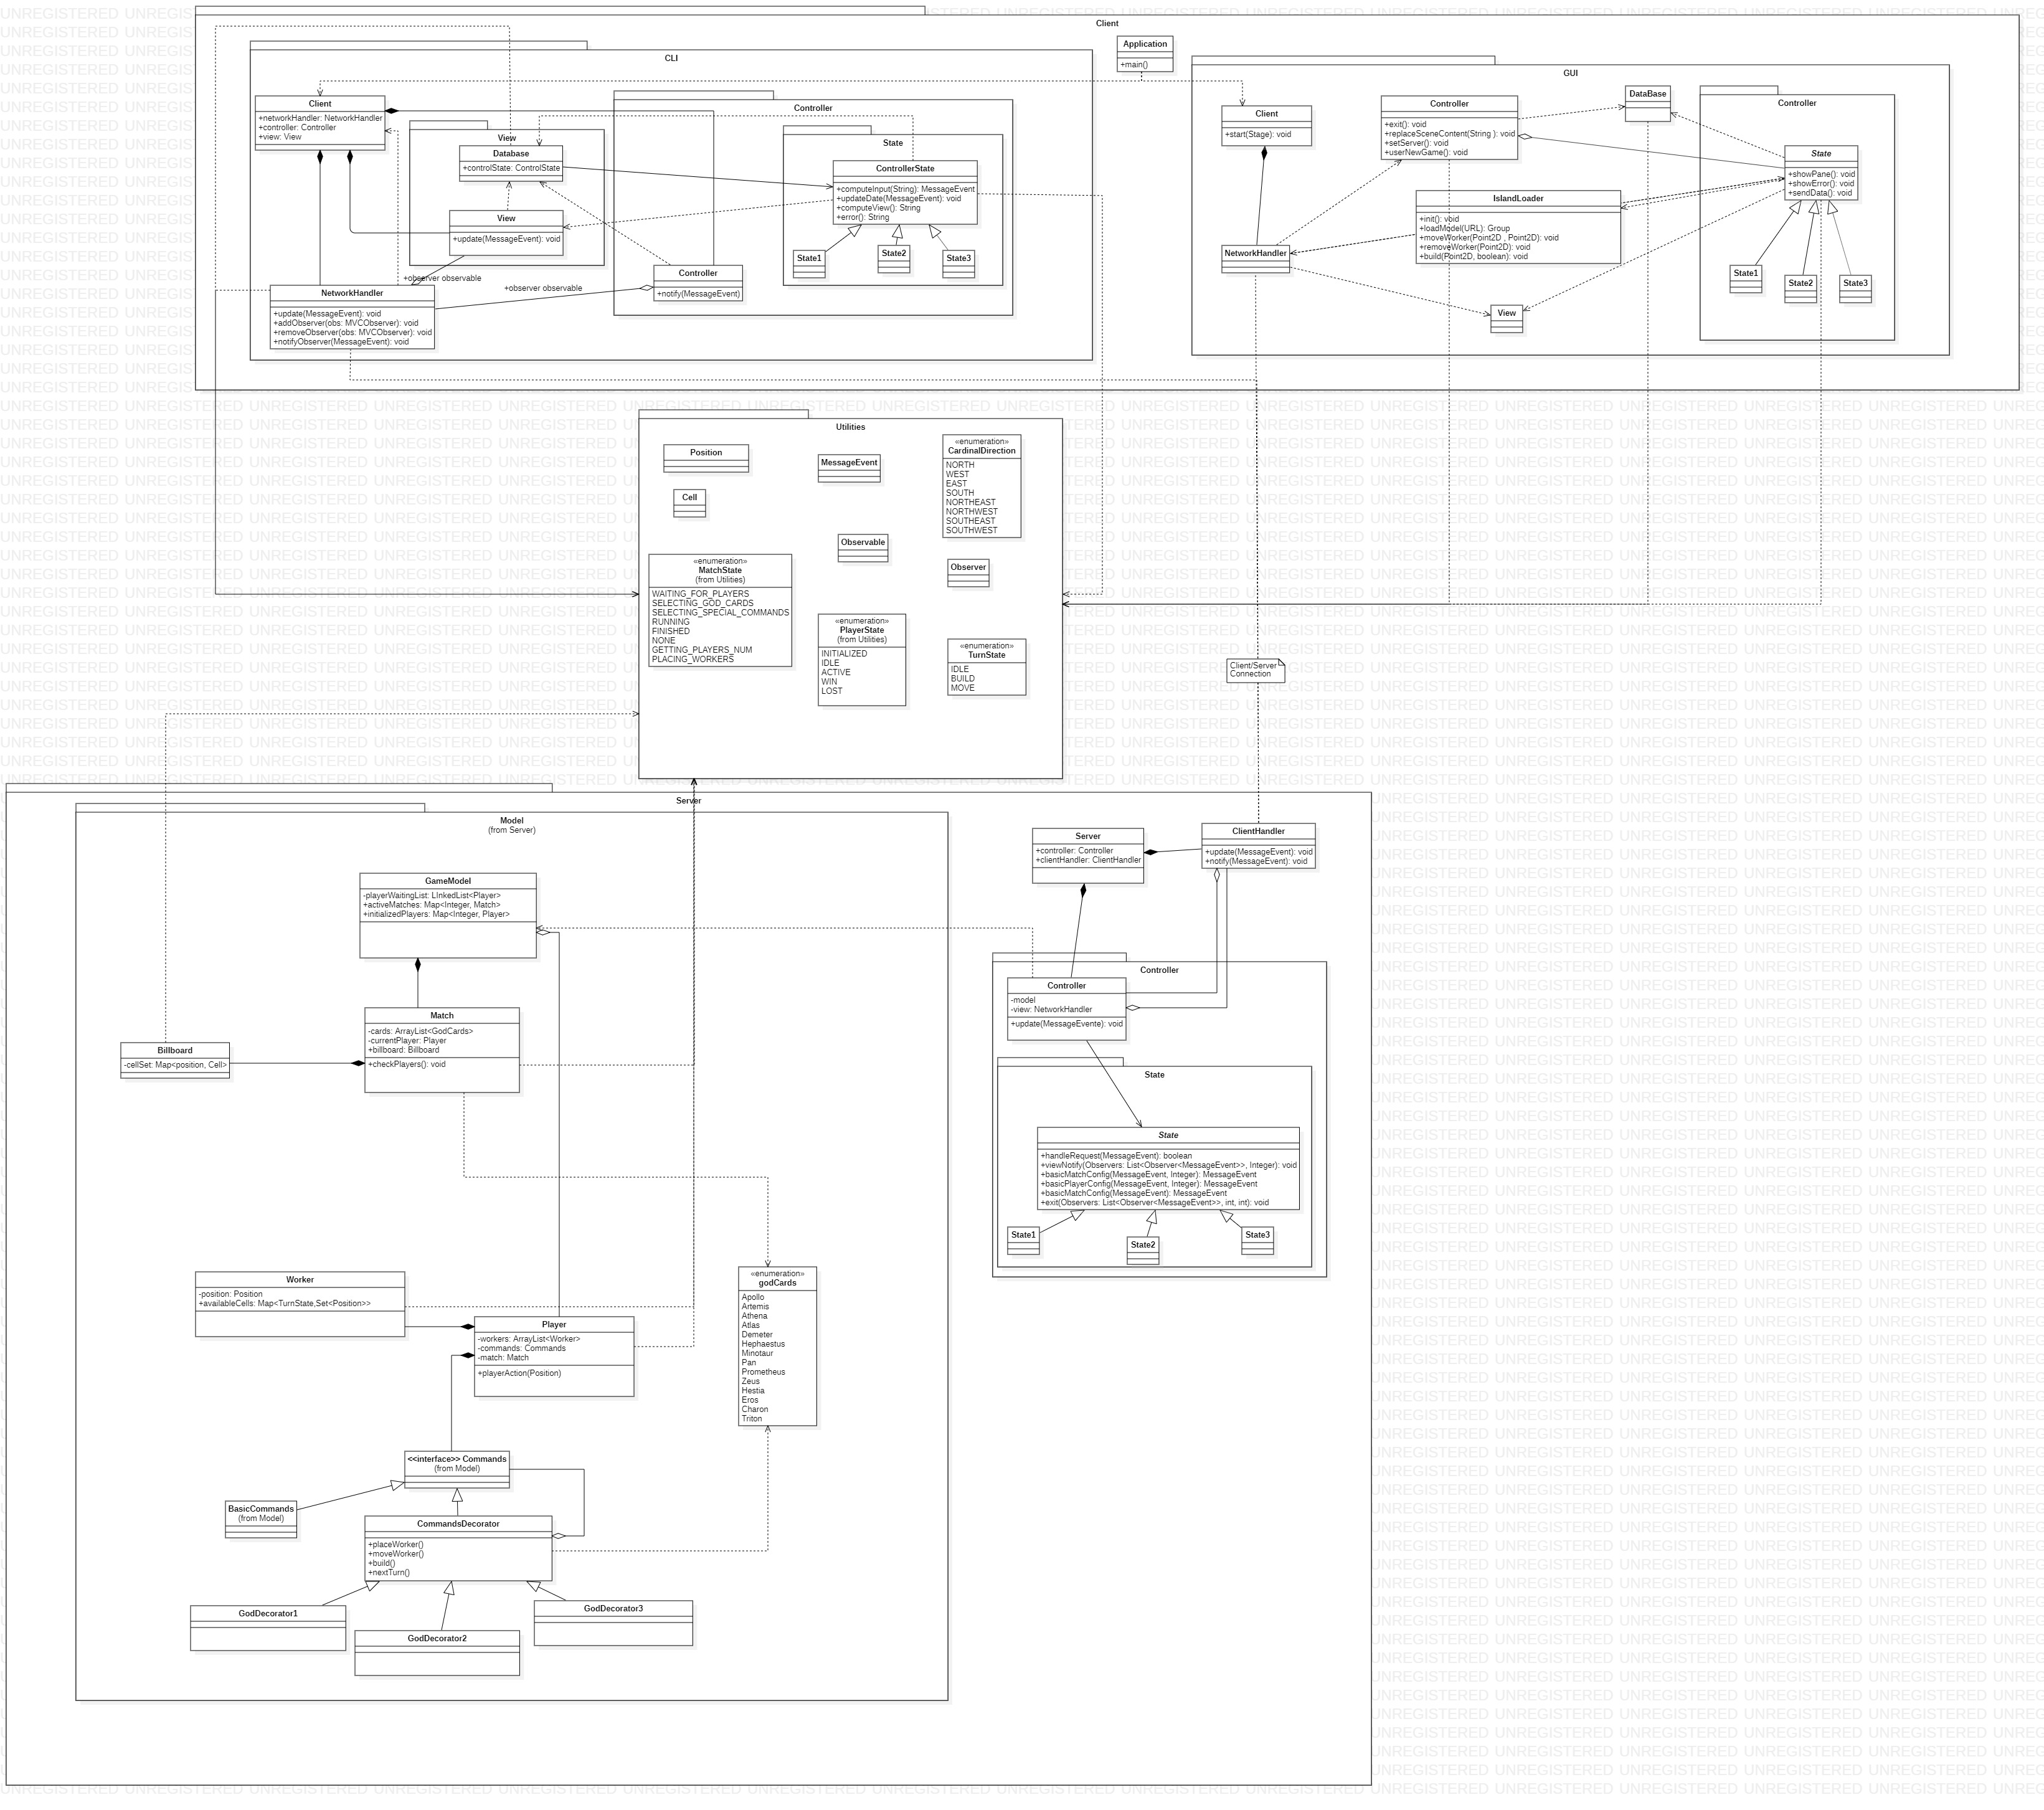 Client
Application
+main()
CLI
Client
+networkHandler: NetworkHandler
+controller: Controller
+view: View
View
Database
+controlState: ControlState
View
+update(MessageEvent): void
+observer observable
NetworkHandler
+update(MessageEvent): void
+addObserver(obs: MVCObserver): void
+removeObserver(obs: MVCObserver): void
+notifyObserver(MessageEvent): void
+observer observable
Controller
State
ControllerState
+computeInput(String): MessageEvent
+updateDate(MessageEvent): void
+computeView(): String
+error(): String
State1
State2
State3
Controller
+notify(MessageEvent)
GUI
Client
+start(Stage): void
Controller
+exit(): void
+replaceSceneContent(String ): void
+setServer(): void
+userNewGame(): void
DataBase
IslandLoader
+init(): void
+loadModel(URL): Group
+moveWorker(Point2D , Point2D): void
+removeWorker(Point2D): void
+build(Point2D, boolean): void
NetworkHandler
View
Controller
State
+showPane(): void
+showError(): void
+sendData(): void
State1
State2
State3
Utilities
Position
Cell
MessageEvent
«enumeration»
CardinalDirection
NORTH
WEST
EAST
SOUTH
NORTHEAST
NORTHWEST
SOUTHEAST
SOUTHWEST
Observable
Observer
«enumeration»
MatchState
(from Utilities)
WAITING_FOR_PLAYERS
SELECTING_GOD_CARDS
SELECTING_SPECIAL_COMMANDS
RUNNING
FINISHED
NONE
GETTING_PLAYERS_NUM
PLACING_WORKERS
«enumeration»
PlayerState
(from Utilities)
INITIALIZED
IDLE
ACTIVE
WIN
LOST
«enumeration»
TurnState
IDLE
BUILD
MOVE
Client/Server
Connection
Server
Model
(from Server)
GameModel
-playerWaitingList: LInkedList<Player>
+activeMatches: Map<Integer, Match>
+initializedPlayers: Map<Integer, Player>
Match
-cards: ArrayList<GodCards>
-currentPlayer: Player
+billboard: Billboard
+checkPlayers(): void
Billboard
-cellSet: Map<position, Cell>
Worker
-position: Position
+availableCells: Map<TurnState,Set<Position>>
Player
-workers: ArrayList<Worker>
-commands: Commands
-match: Match
+playerAction(Position)
«enumeration»
godCards
Apollo
Artemis
Athena
Atlas
Demeter
Hephaestus
Minotaur
Pan
Prometheus
Zeus
Hestia
Eros
Charon
Triton
<<interface>> Commands
(from Model)
BasicCommands
(from Model)
CommandsDecorator
+placeWorker()
+moveWorker()
+build()
+nextTurn()
GodDecorator1
GodDecorator2
GodDecorator3
Server
+controller: Controller
+clientHandler: ClientHandler
ClientHandler
+update(MessageEvent): void
+notify(MessageEvent): void
Controller
Controller
-model
-view: NetworkHandler
+update(MessageEvente): void
State
State
+handleRequest(MessageEvent): boolean
+viewNotify(Observers: List<Observer<MessageEvent>>, Integer): void
+basicMatchConfig(MessageEvent, Integer): MessageEvent
+basicPlayerConfig(MessageEvent, Integer): MessageEvent
+basicMatchConfig(MessageEvent): MessageEvent
+exit(Observers: List<Observer<MessageEvent>>, int, int): void
State1
State2
State3